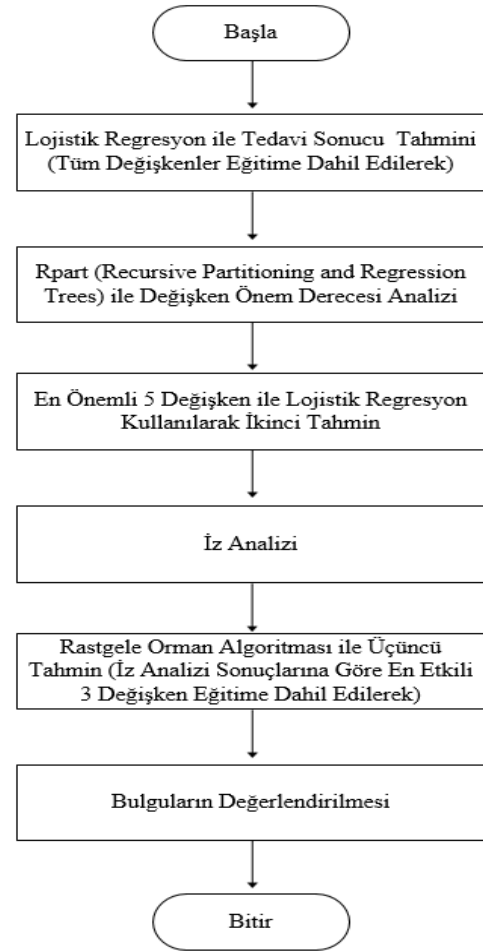 Başla
Lojistik Regresyon ile Tedavi Sonucu Tahmini
(Tüm Değişkenler Eğitime Dahil Edilerek)
Rpart (Recursive Partitioning and Regression
Trees) ile Değişken Önem Derecesi Analizi
En Önemli 5 Değişken ile Lojistik Regresyon
Kullanılarak İkinci Tahmin
İz Analizi
Rastgele Orman Algoritması ile Üçüncü
Tahmin (İz Analizi Sonuçlarına Göre En Etkili
3 Değişken Eğitime Dahil Edilerek)
Bulguların Değerlendirilmesi
Bitir